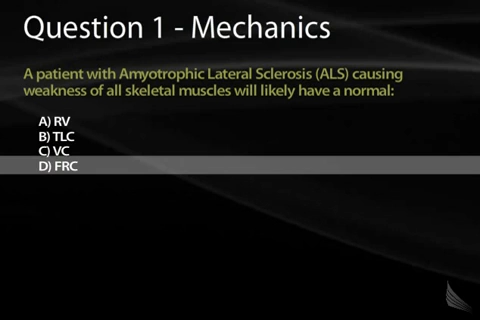 Question 1 - Mechanics
A patient with Amyotrophic Lateral Sclerosis (ALS) causing
weakness of all skeletal muscles will likely have a normal:
A) RV
B) TLC
C) VC
D) FRC